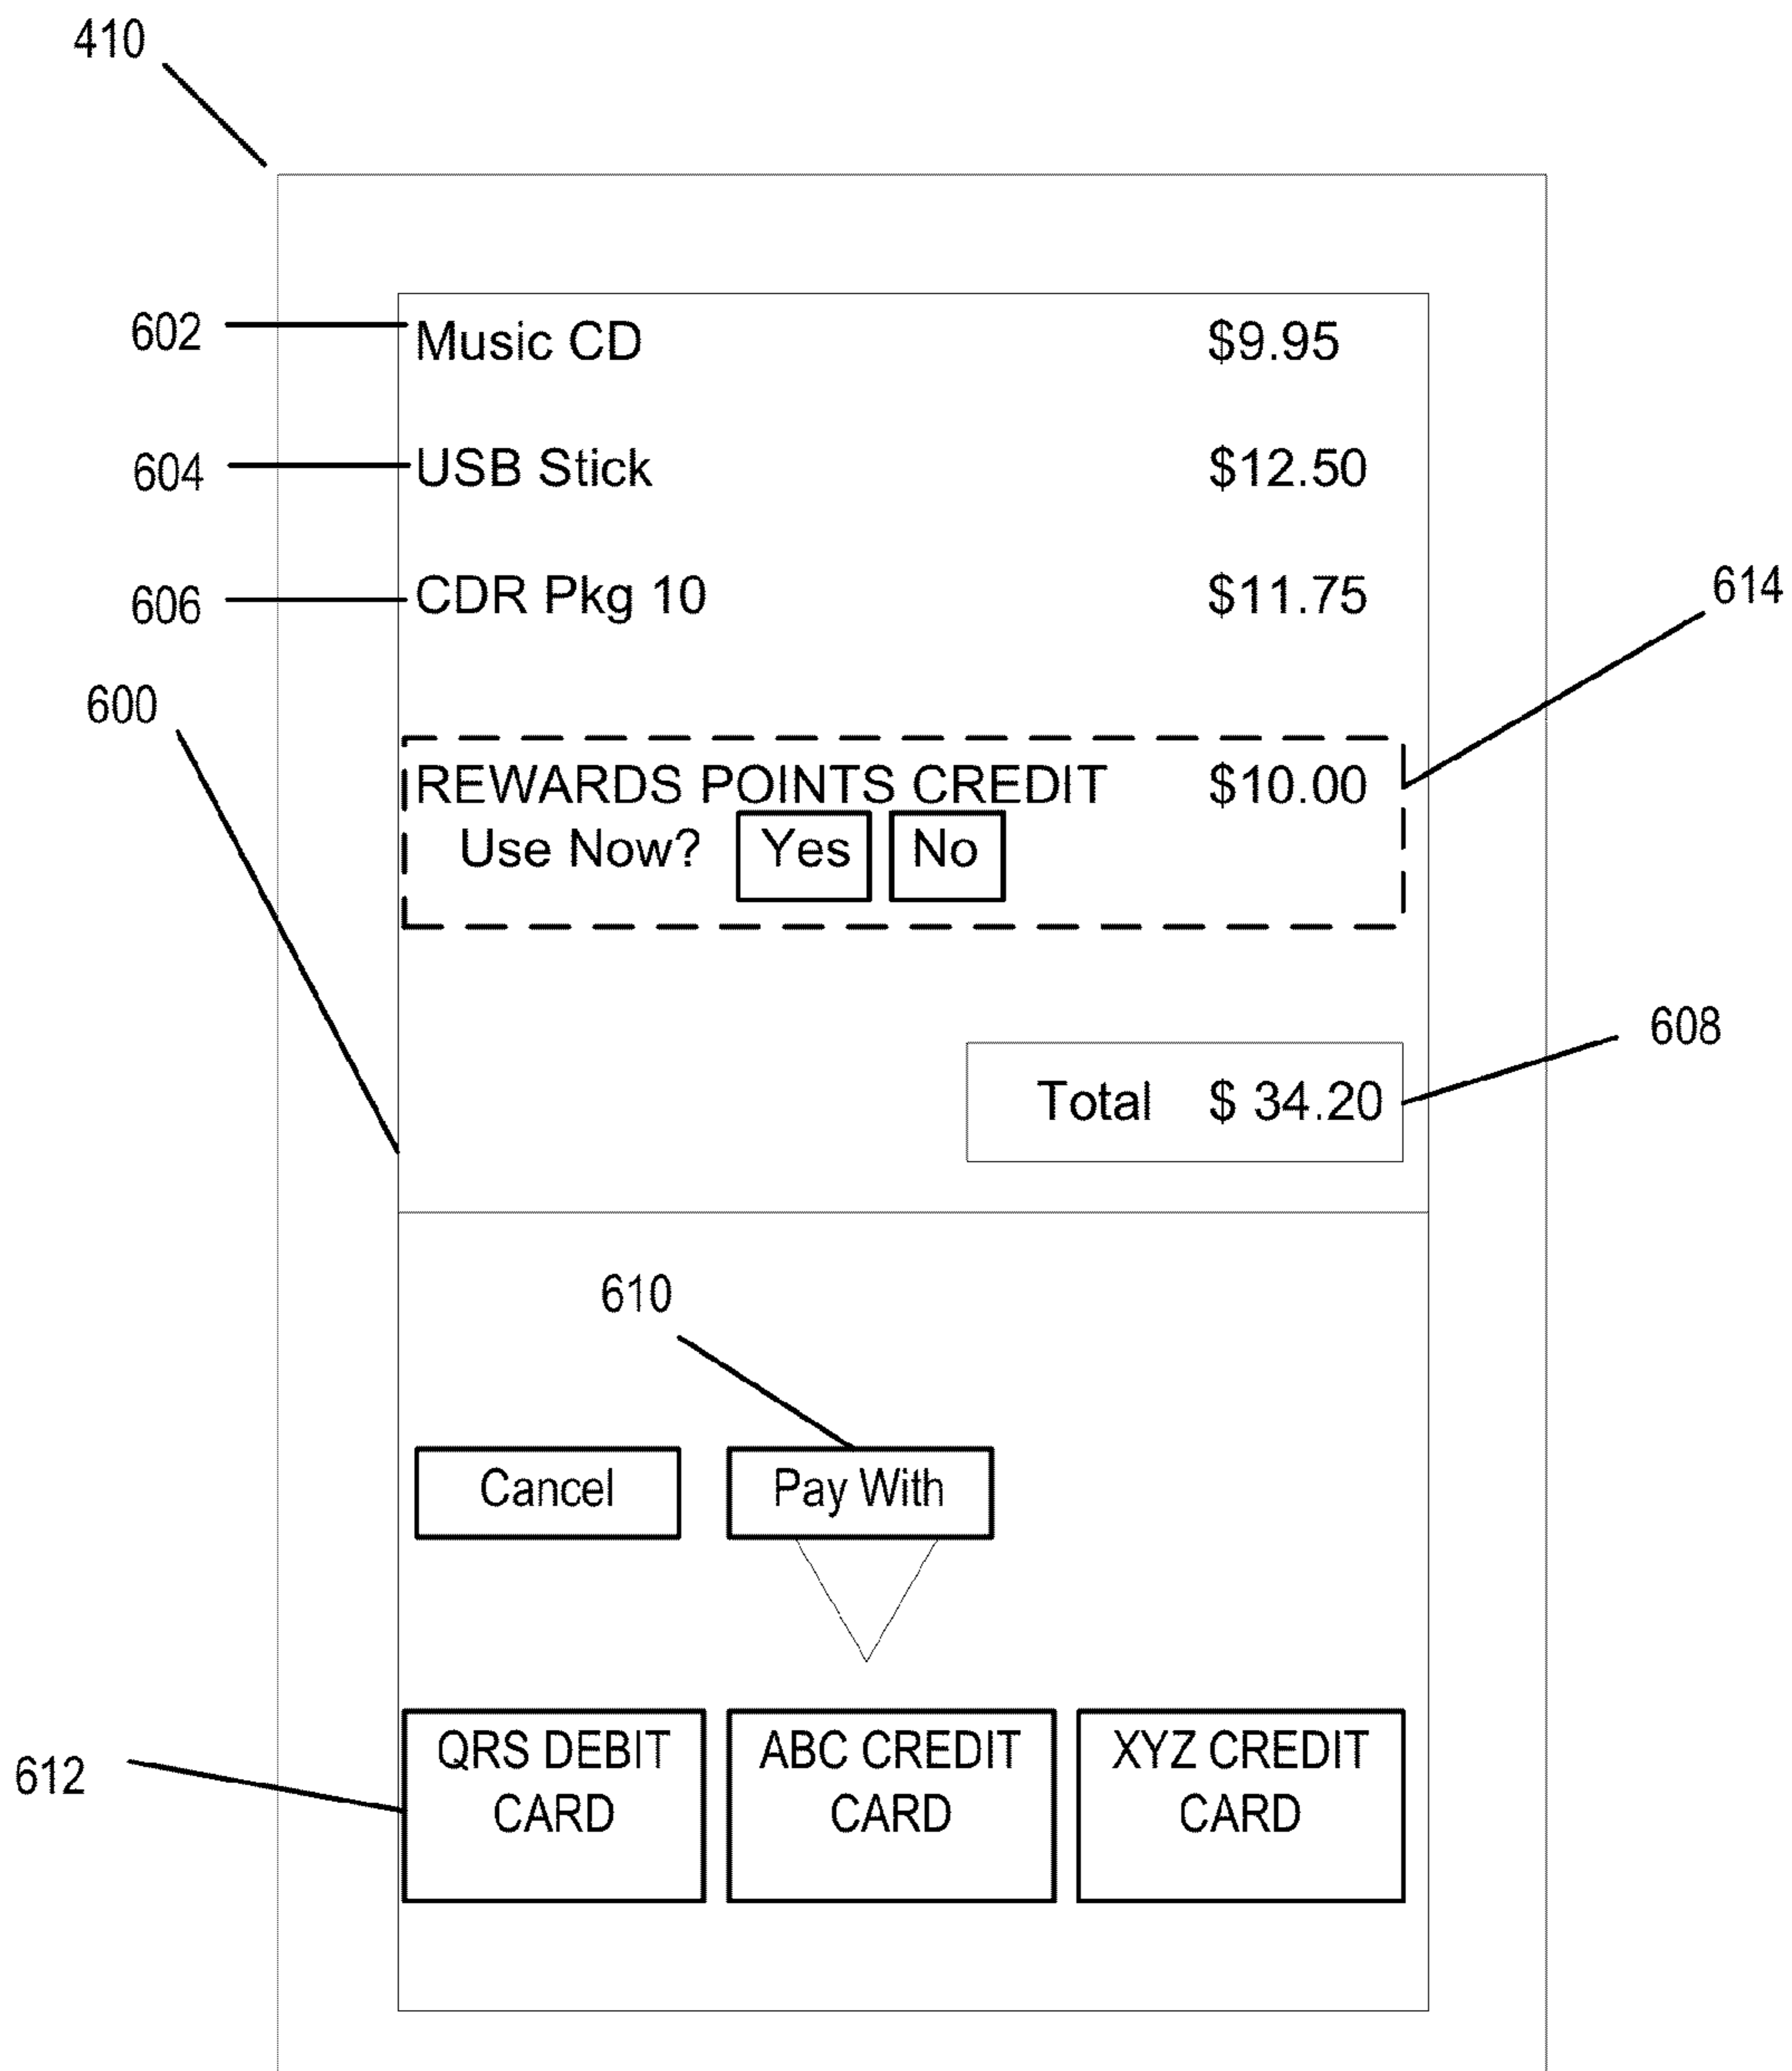 410
602 Music CD $9.95
604 USB Stick $12.50
606 CDR Pkg 10 $11.75
614
600
REWARDS POINTS CREDIT $10.00
Use Now? Yes No
608
Total $ 34.20
610
Cancel Pay With
612
QRS DEBIT CARD
ABC CREDIT CARD
XYZ CREDIT CARD